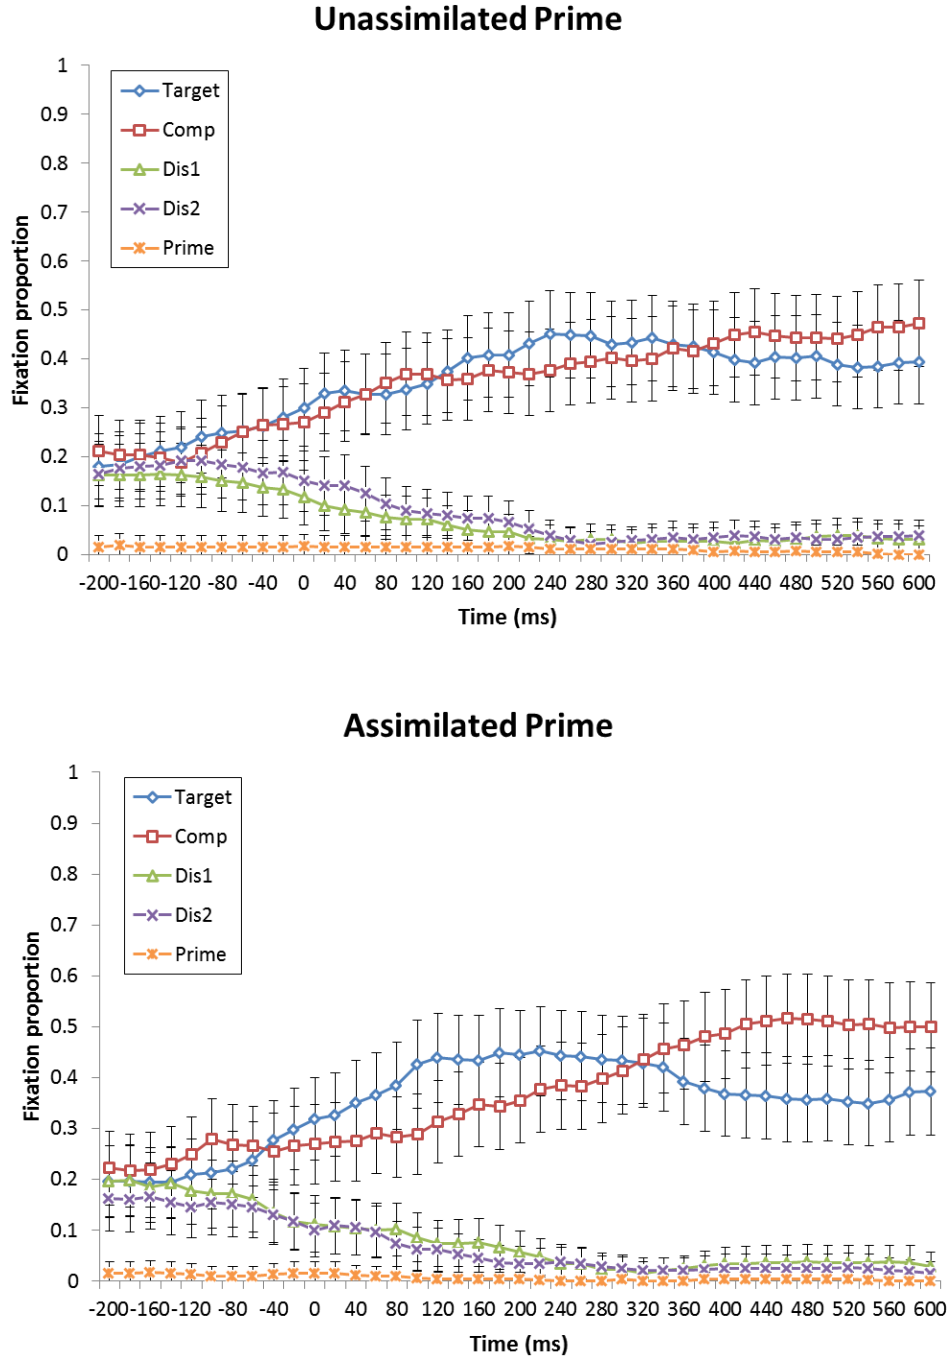 Unassimilated Prime
1
0.9
0.8
0.7
0.6
0.5
0.4
0.3
0.2
0.1
0
Fixation proportion
Target
Comp
Dis1
Dis2
Prime
-200 -160 -120 -80 -40 0 40 80 120 160 200 240 280 320 360 400 440 480 520 560 600
Time (ms)
Assimilated Prime
1
0.9
0.8
0.7
0.6
0.5
0.4
0.3
0.2
0.1
0
Fixation proportion
Target
Comp
Dis1
Dis2
Prime
-200 -160 -120 -80 -40 0 40 80 120 160 200 240 280 320 360 400 440 480 520 560 600
Time (ms)